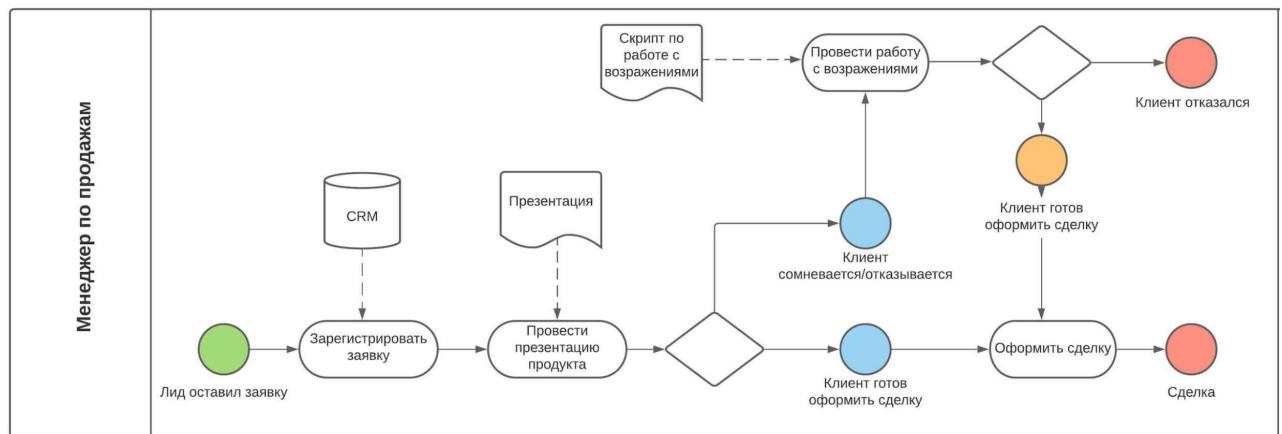 Менеджер по продажам
Скрипт по
работе с
возражениями
Провести работу
с возражениями
Клиент отказался
CRM
Презентация
Клиент готов
оформить сделку
Клиент
сомневается/отказывается
Лид оставил заявку
Зарегистрировать
заявку
Провести
презентацию
продукта
Клиент готов
оформить сделку
Оформить сделку
Сделка